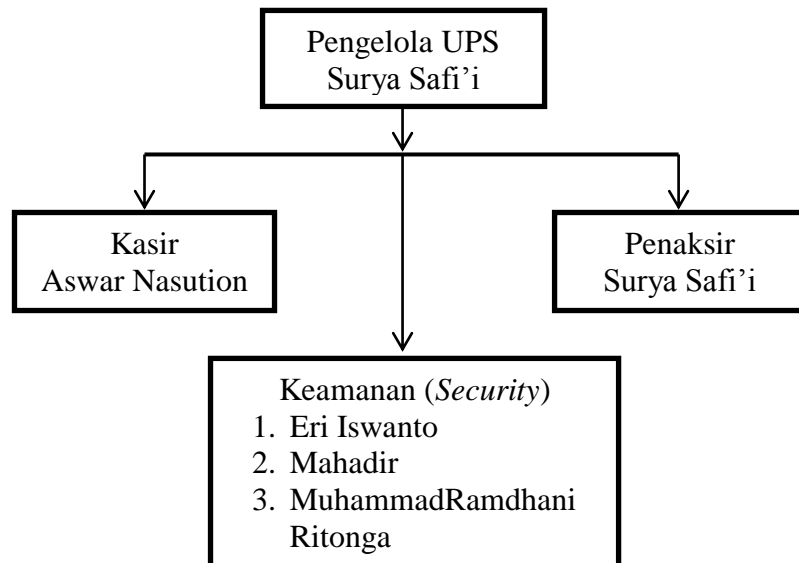 Pengelola UPS
Surya Safi’i
Kasir
Aswar Nasution
Penaksir
Surya Safi’i
Keamanan (Security)
1. Eri Iswanto
2. Mahadir
3. MuhammadRamdhani
Ritonga